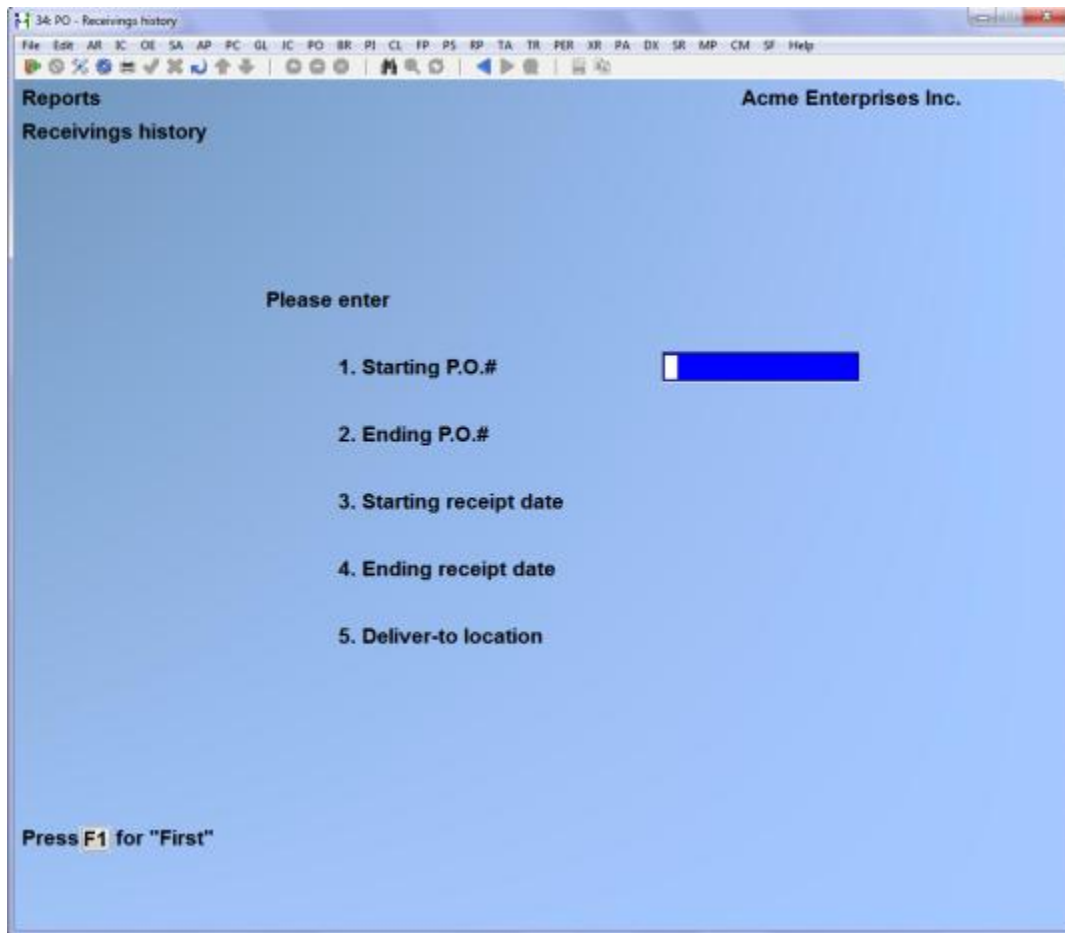 34: PO - Receivings history
File Edit AR IC OE SA AP PC GL IC PO BR PI CL FP PS RP TA TR PER XR PA DX SR MP CM SF Help
Reports Acme Enterprises Inc.
Receivings history
Please enter
1. Starting P.O.#
2. Ending P.O.#
3. Starting receipt date
4. Ending receipt date
5. Deliver-to location
Press F1 for "First"